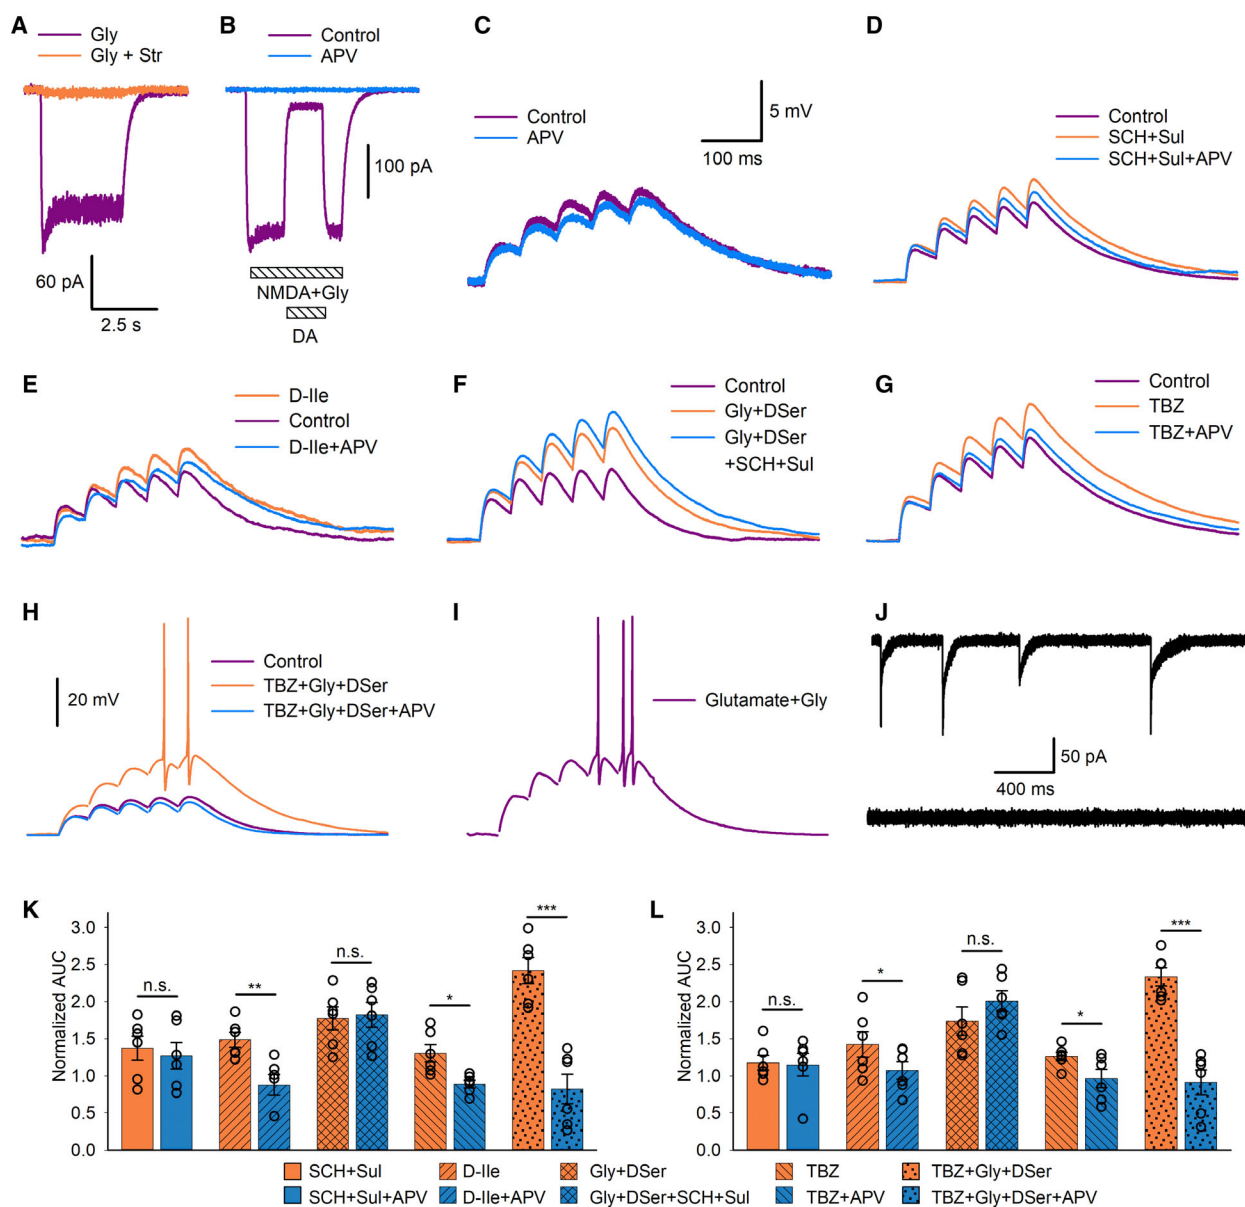 A
Gly
Gly + Str
60 pA
2.5 s
B
Control
APV
100 pA
NMDA+Gly
DA
C
Control
APV
5 mV
100 ms
D
Control
SCH+Sul
SCH+Sul+APV
E
D-Ile
Control
D-Ile+APV
F
Control
Gly+DSer
Gly+DSer
+SCH+Sul
G
Control
TBZ
TBZ+APV
H
20 mV
Control
TBZ+Gly+DSer
TBZ+Gly+DSer+APV
I
Glutamate+Gly
J
50 pA
400 ms
K
Normalized AUC
3.0
2.5
2.0
1.5
1.0
0.5
0.0
n.s.
**
n.s.
*
***
L
Normalized AUC
3.0
2.5
2.0
1.5
1.0
0.5
0.0
n.s.
*
n.s.
*
***
SCH+Sul
D-Ile
Gly+DSer
TBZ
TBZ+Gly+DSer
SCH+Sul+APV
D-Ile+APV
Gly+DSer+SCH+Sul
TBZ+APV
TBZ+Gly+DSer+APV